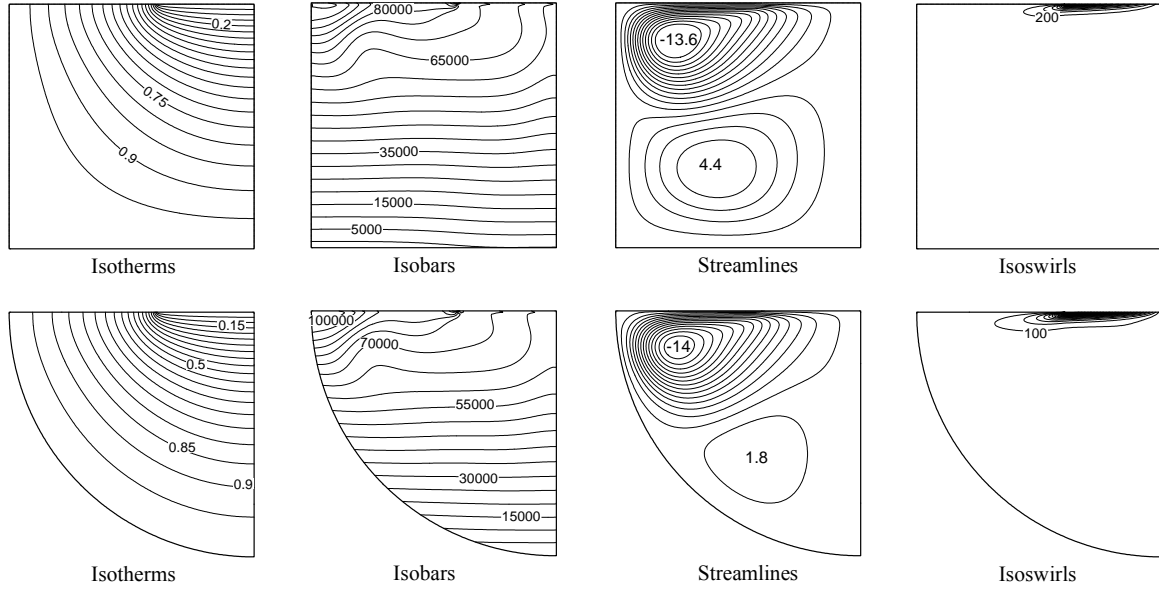 0.2
0.75
0.9
80000
65000
35000
15000
5000
-13.6
4.4
200
Isotherms
Isobars
Streamlines
Isoswirls
0.15
0.5
0.85
0.9
100000
70000
55000
30000
15000
-14
1.8
100
Isotherms
Isobars
Streamlines
Isoswirls